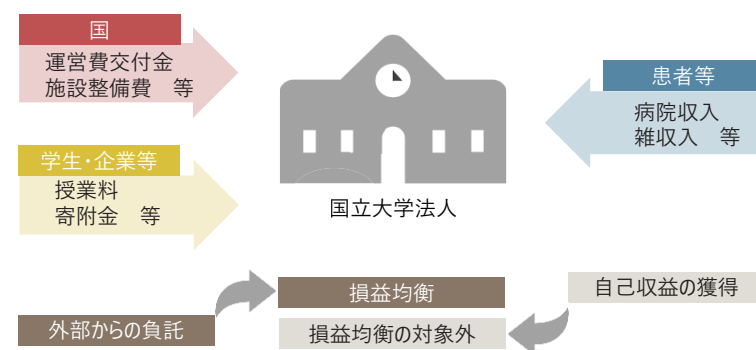 国
運営費交付金
施設整備費　等
学生・企業等
授業料
寄附金　等
国立大学法人
患者等
病院収入
雑収入　等
外部からの負託
損益均衡
損益均衡の対象外
自己収益の獲得